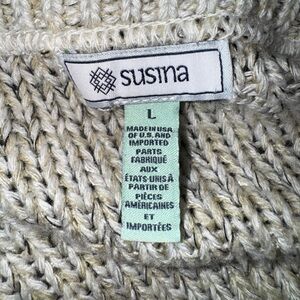 susina
L
MADE IN USA
OF U.S. AND
IMPORTED
PARTS
FABRIQUÉ
AUX
ÉTATS-UNIS À
PARTIR DE
PIÈCES
AMÉRICAINES
ET
IMPORTÉES